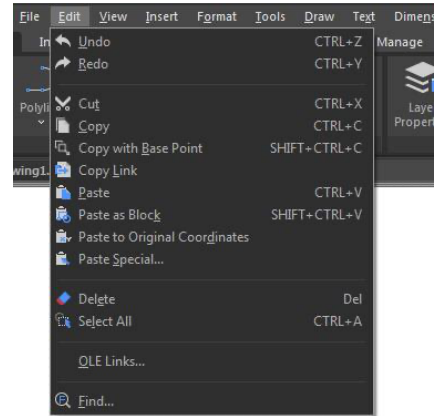 File Edit View Insert Format Tools Draw Text Dimens
In
Manage
Undo CTRL+Z
Redo CTRL+Y
Polyli
Laye
Propert
Cut CTRL+X
Copy CTRL+C
Copy with Base Point SHIFT+CTRL+C
wing1.
Copy Link
Paste CTRL+V
Paste as Block SHIFT+CTRL+V
Paste to Original Coordinates
Paste Special...
Delete Del
Select All CTRL+A
OLE Links...
Find...